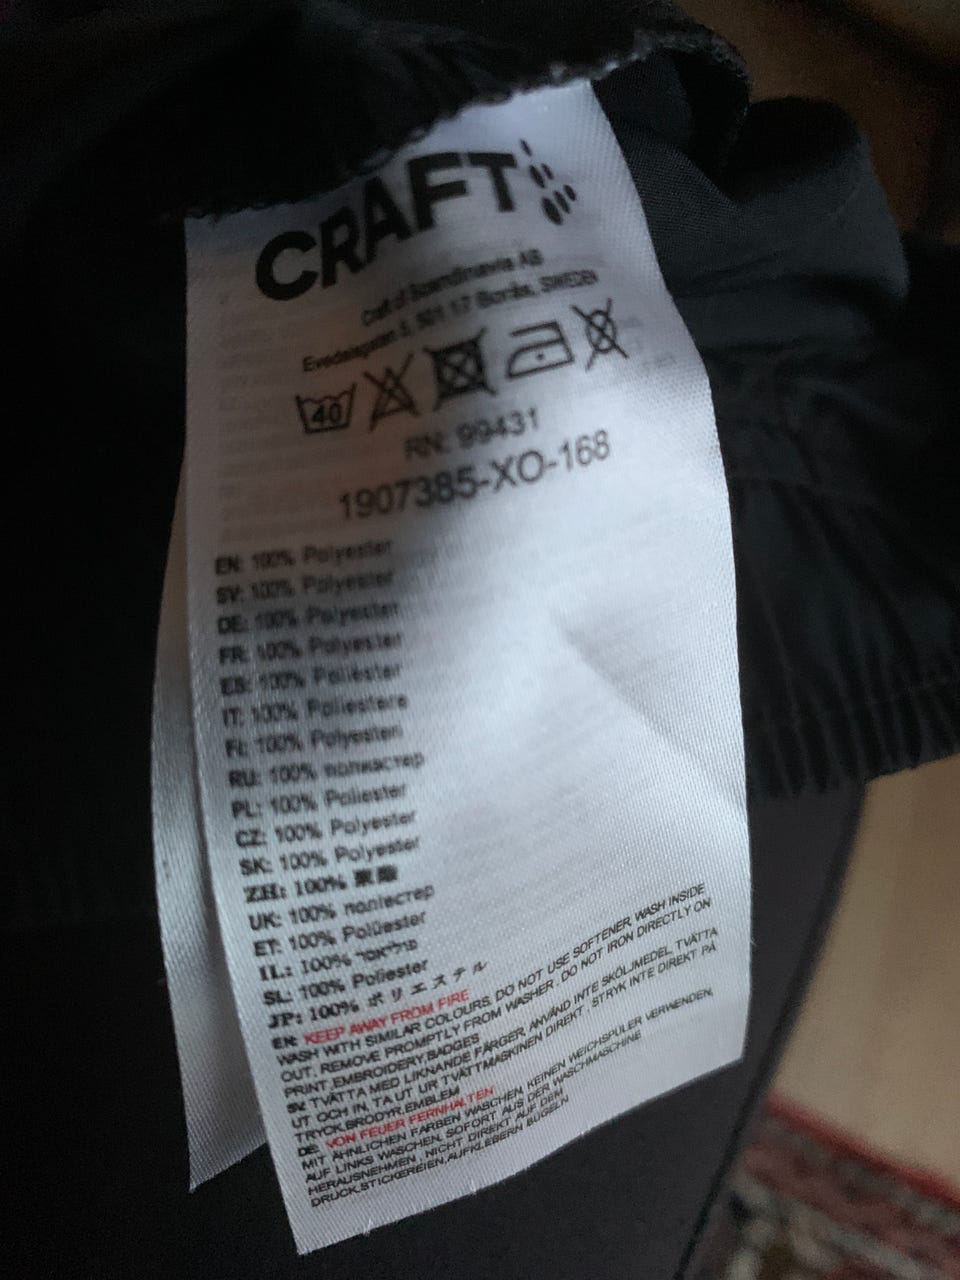 CRAFT
Craft of Scandinavia AB
Evedalsgatan 5, 501 17 Borås, SWEDEN
40
RN: 99431
1907385-XO-168
EN: 100% Polyester
SV: 100% Polyester
DE: 100% Polyester
FR: 100% Polyester
ES: 100% Poliéster
IT: 100% Poliestere
FI: 100% Polyesteri
RU: 100% полиэстер
PL: 100% Poliester
CZ: 100% Polyester
SK: 100% Polyester
ZH: 100% 聚酯
UK: 100% поліестер
ET: 100% Polüester
IL: 100% פוליאסטר
SL: 100% Poliester
JP: 100% ポリエステル
EN: KEEP AWAY FROM FIRE
WASH WITH SIMILAR COLOURS, DO NOT USE SOFTENER, WASH INSIDE
OUT, REMOVE PROMPTLY FROM WASHER. DO NOT IRON DIRECTLY ON
PRINT,EMBROIDERY,BADGES
SV: TVÄTTA MED LIKNANDE FÄRGER, ANVÄND INTE SKÖLJMEDEL, TVÄTTA
UT OCH IN, TA UT UR TVÄTTMASKINEN DIREKT, STRYK INTE DIREKT PÅ
TRYCK,BRODYR,EMBLEM
DE: VON FEUER FERNHALTEN
MIT ÄHNLICHEN FARBEN WASCHEN, KEINEN WEICHSPÜLER VERWENDEN,
AUF LINKS WASCHEN, SOFORT AUS DER WASCHMASCHINE
HERAUSNEHMEN, NICHT DIREKT AUF DEM
DRUCK,STICKEREIEN,AUFKLEBERN BÜGELN